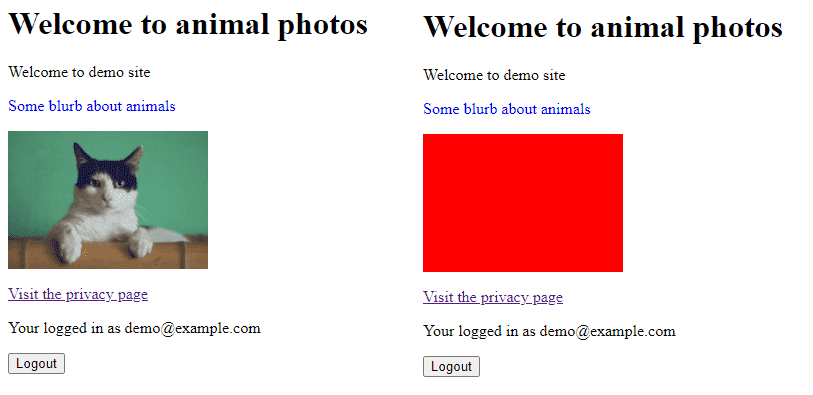 Welcome to animal photos
Welcome to demo site
Some blurb about animals
Visit the privacy page
Your logged in as demo@example.com
Logout
Welcome to animal photos
Welcome to demo site
Some blurb about animals
Visit the privacy page
Your logged in as demo@example.com
Logout